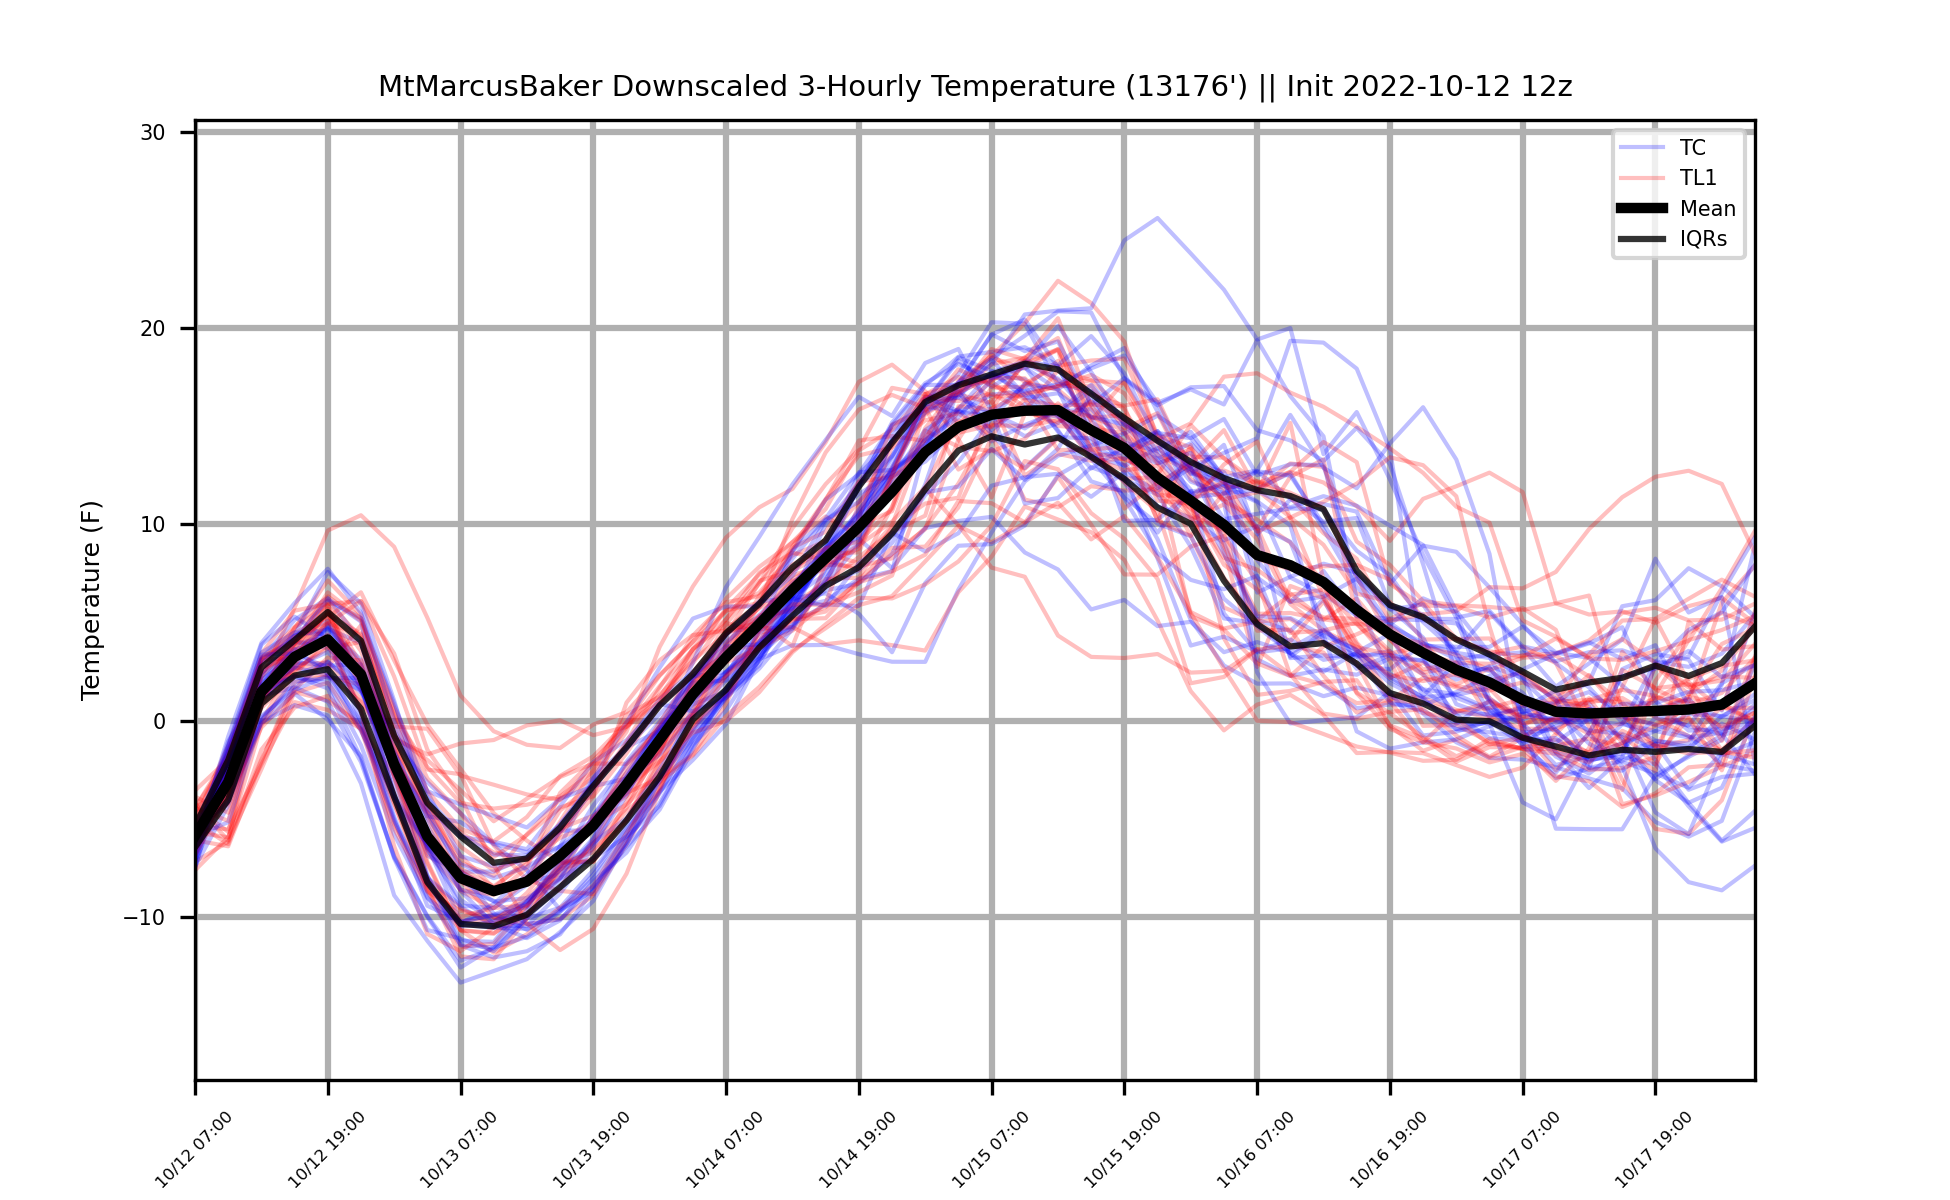 MtMarcusBaker Downscaled 3-Hourly Temperature (13176') || Init 2022-10-12 12z
TC
TL1
Mean
IQRs
Temperature (F)
30
20
10
0
−10
10/12 07:00
10/12 19:00
10/13 07:00
10/13 19:00
10/14 07:00
10/14 19:00
10/15 07:00
10/15 19:00
10/16 07:00
10/16 19:00
10/17 07:00
10/17 19:00